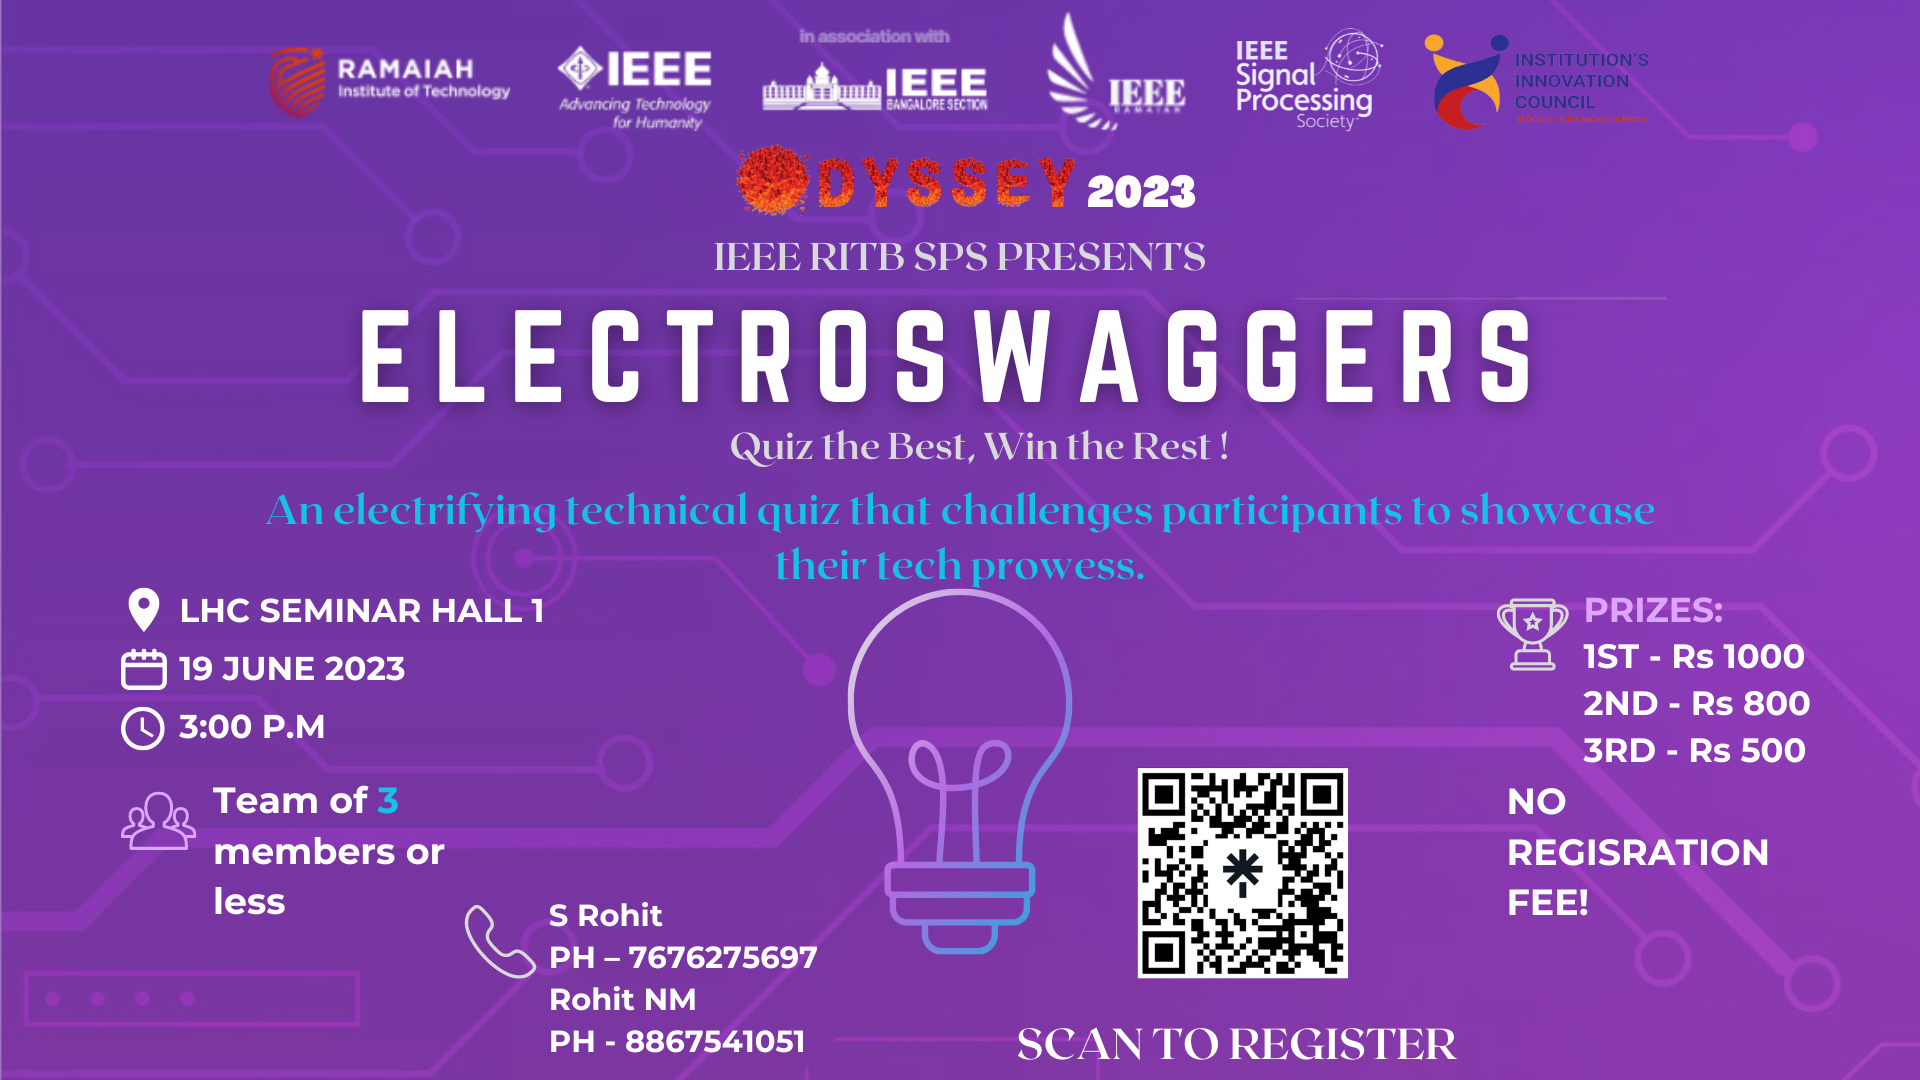 in association with
RAMAIAH
Institute of Technology
IEEE
Advancing Technology
for Humanity
IEEE
BANGALORE SECTION
IEEE
RAMAIAH
IEEE
Signal
Processing
Society
INSTITUTION'S
INNOVATION
COUNCIL
ODYSSEY 2023
IEEE RITB SPS PRESENTS
ELECTROSWAGGERS
Quiz the Best, Win the Rest !
An electrifying technical quiz that challenges participants to showcase
their tech prowess.
LHC SEMINAR HALL 1
19 JUNE 2023
3:00 P.M
Team of 3
members or
less
S Rohit
PH – 7676275697
Rohit NM
PH - 8867541051
SCAN TO REGISTER
PRIZES:
1ST - Rs 1000
2ND - Rs 800
3RD - Rs 500
NO
REGISRATION
FEE!